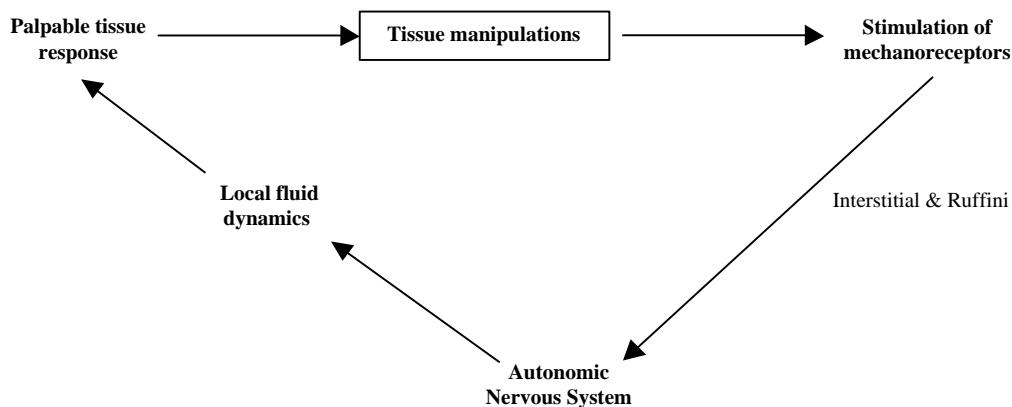 Palpable tissue
response
Tissue manipulations
Stimulation of
mechanoreceptors
Interstitial & Ruffini
Local fluid
dynamics
Autonomic
Nervous System